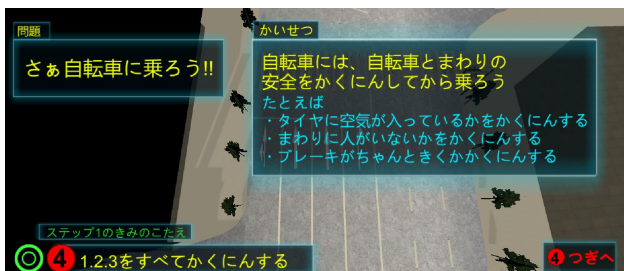 問題
さぁ自転車に乗ろう!!
かいせつ
自転車には、自転車とまわりの
安全をかくにんしてから乗ろう
たとえば
・タイヤに空気が入っているかをかくにんする
・まわりに人がいないかをかくにんする
・ブレーキがちゃんときくかかくにんする
ステップ1のきみのこたえ
◎ 4 1.2.3をすべてかくにんする
4 つぎへ